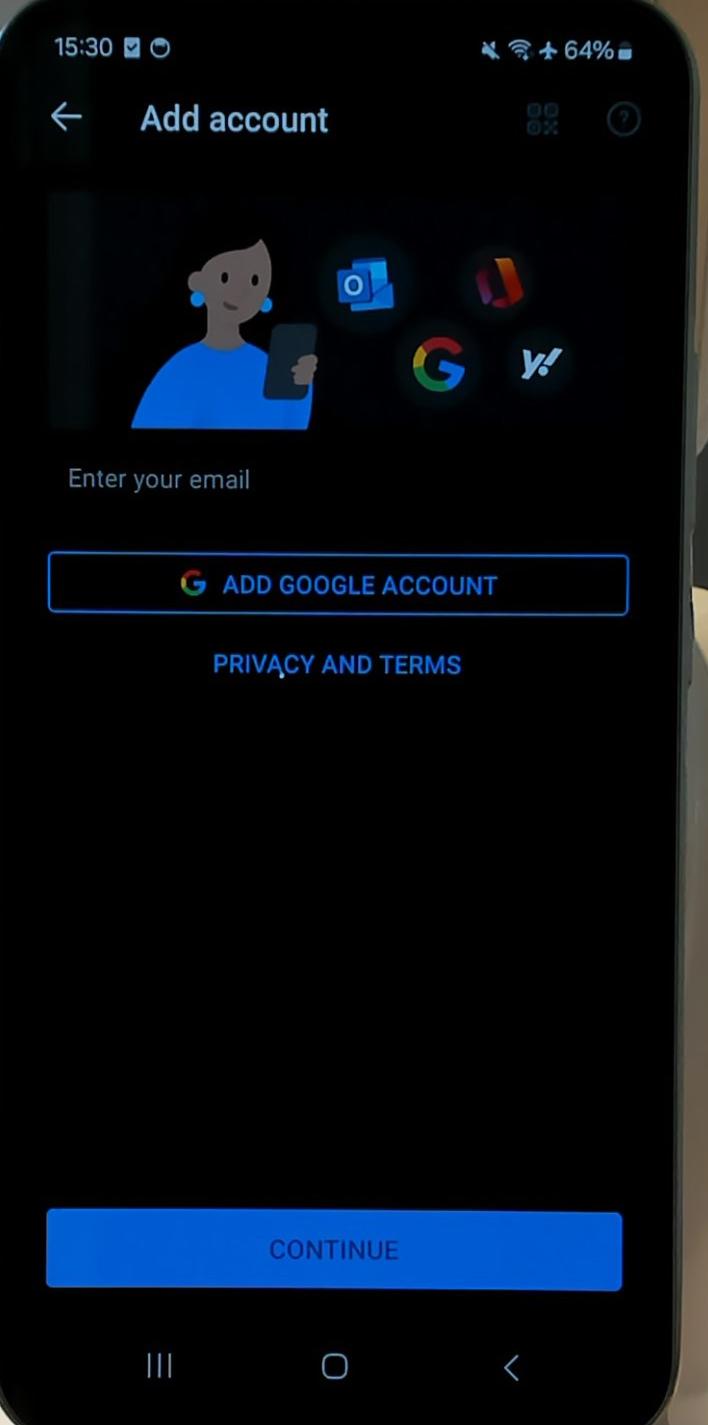 15:30 64%
Add account
Enter your email
ADD GOOGLE ACCOUNT
PRIVACY AND TERMS
CONTINUE